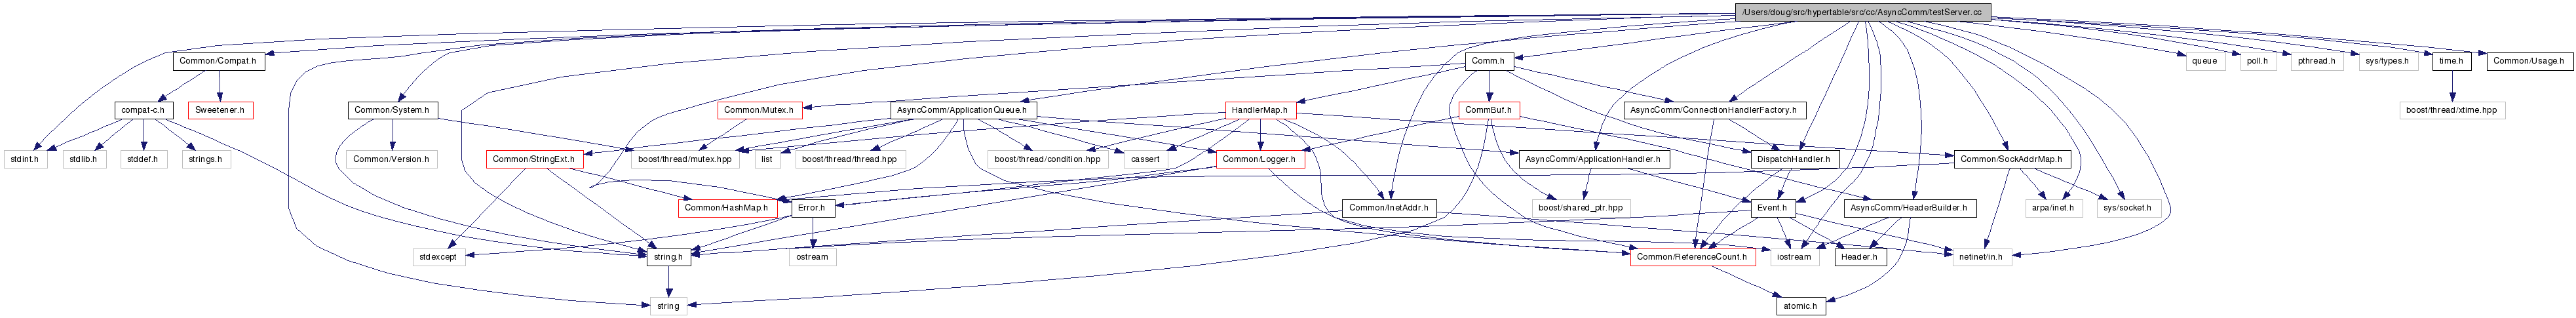 /Users/doug/src/hypertable/src/cc/AsyncComm/testServer.cc
Common/Compat.h
Comm.h
queue
poll.h
pthread.h
sys/types.h
time.h
Common/Usage.h
compat-c.h
Sweetener.h
Common/System.h
Common/Mutex.h
AsyncComm/ApplicationQueue.h
HandlerMap.h
CommBuf.h
AsyncComm/ConnectionHandlerFactory.h
boost/thread/xtime.hpp
stdint.h
stdlib.h
stddef.h
strings.h
Common/Version.h
Common/StringExt.h
boost/thread/mutex.hpp
list
boost/thread/thread.hpp
boost/thread/condition.hpp
cassert
Common/Logger.h
AsyncComm/ApplicationHandler.h
DispatchHandler.h
Common/SockAddrMap.h
Common/HashMap.h
Error.h
Common/InetAddr.h
boost/shared_ptr.hpp
Event.h
AsyncComm/HeaderBuilder.h
arpa/inet.h
sys/socket.h
stdexcept
string.h
ostream
Common/ReferenceCount.h
iostream
Header.h
netinet/in.h
string
atomic.h